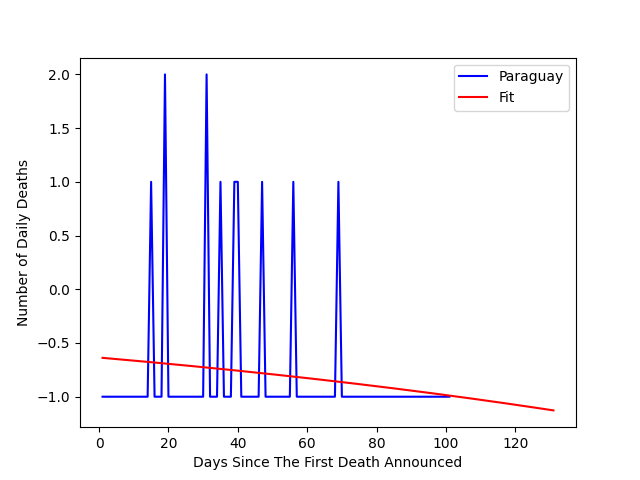 Paraguay
Fit
2.0
1.5
1.0
0.5
0.0
−0.5
−1.0
Number of Daily Deaths
0 20 40 60 80 100 120
Days Since The First Death Announced